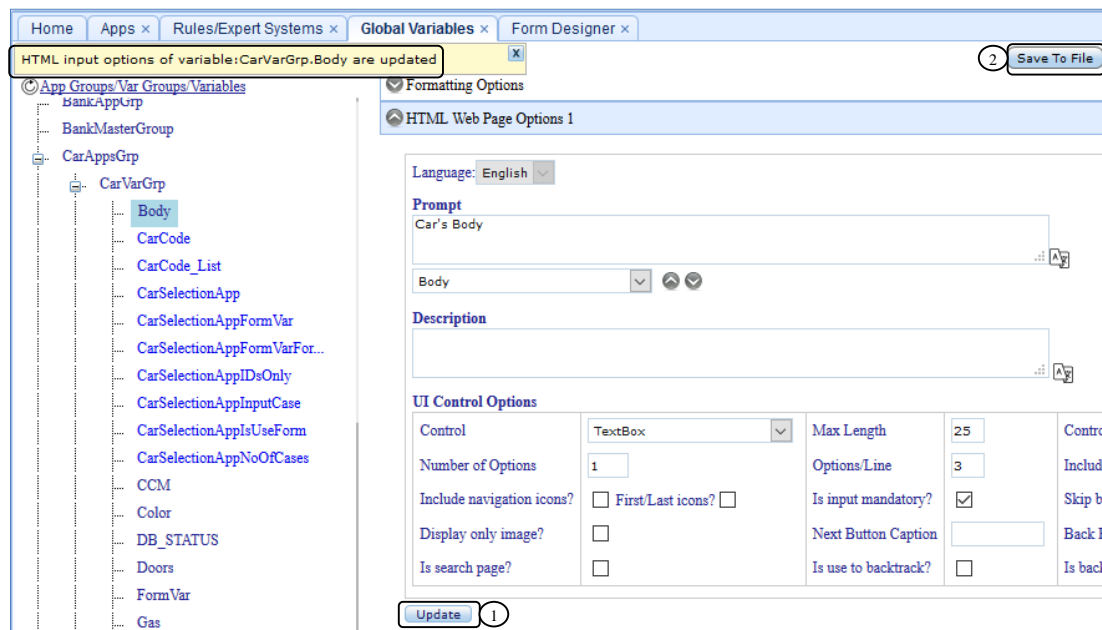 Home Apps × Rules/Expert Systems × Global Variables × Form Designer ×
HTML input options of variable:CarVarGrp.Body are updated X
2 Save To File
App Groups/Var Groups/Variables
BankAppGrp
BankMasterGroup
CarAppsGrp
CarVarGrp
Body
CarCode
CarCode_List
CarSelectionApp
CarSelectionAppFormVar
CarSelectionAppFormVarFor...
CarSelectionAppIDsOnly
CarSelectionAppInputCase
CarSelectionAppIsUseForm
CarSelectionAppNoOfCases
CCM
Color
DB_STATUS
Doors
FormVar
Gas
Formatting Options
HTML Web Page Options 1
Language: English
Prompt
Car's Body
Body
Description
UI Control Options
Control TextBox Max Length 25
Number of Options 1 Options/Line 3
Include navigation icons? First/Last icons? Is input mandatory? Skip b
Display only image? Next Button Caption Back
Is search page? Is use to backtrack?
Update 1